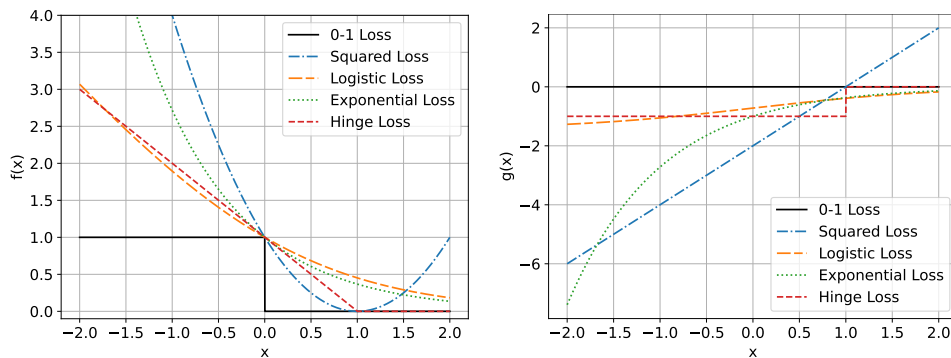 4.0
3.5
3.0
2.5
2.0
1.5
1.0
0.5
0.0
f(x)
0-1 Loss
Squared Loss
Logistic Loss
Exponential Loss
Hinge Loss
−2.0 −1.5 −1.0 −0.5 0.0 0.5 1.0 1.5 2.0
x
2
0
−2
−4
−6
g(x)
0-1 Loss
Squared Loss
Logistic Loss
Exponential Loss
Hinge Loss
−2.0 −1.5 −1.0 −0.5 0.0 0.5 1.0 1.5 2.0
x